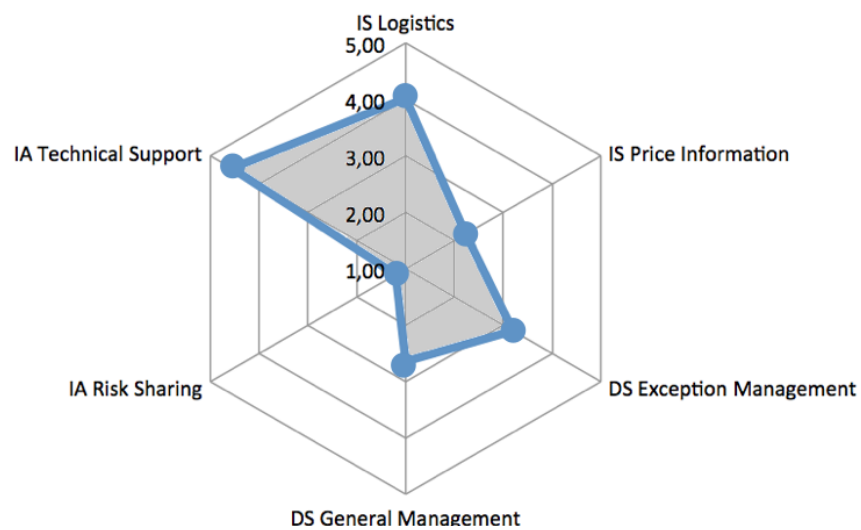 IS Logistics
5,00
4,00
IA Technical Support
IS Price Information
3,00
2,00
1,00
IA Risk Sharing
DS Exception Management
DS General Management